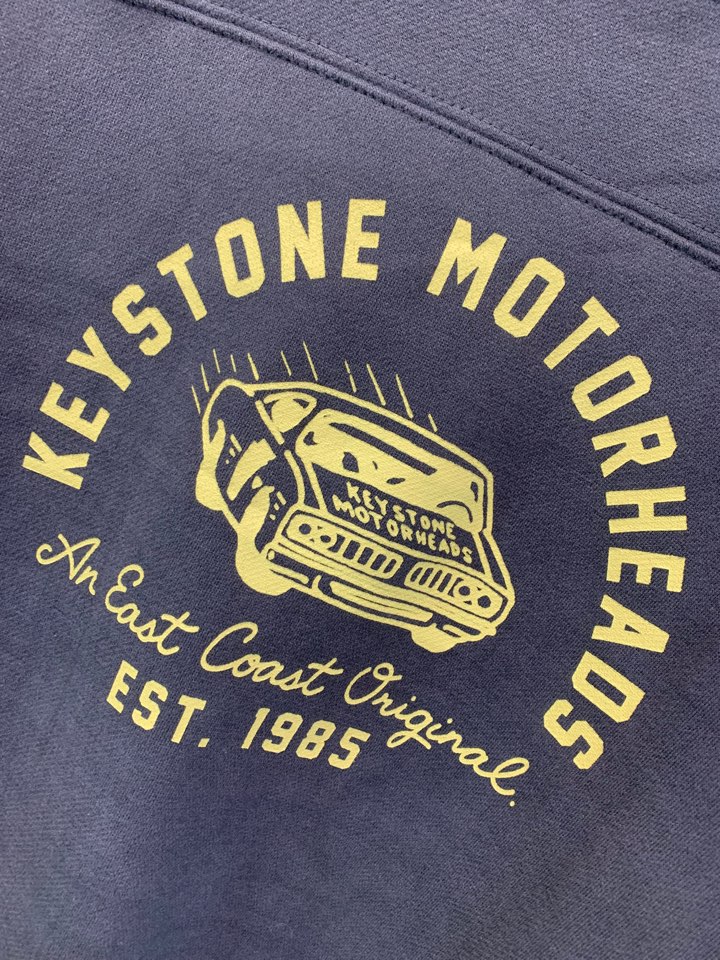 KEYSTONE MOTORHEADS
KEYSTONE
MOTORHEADS
An East Coast Original.
EST. 1985